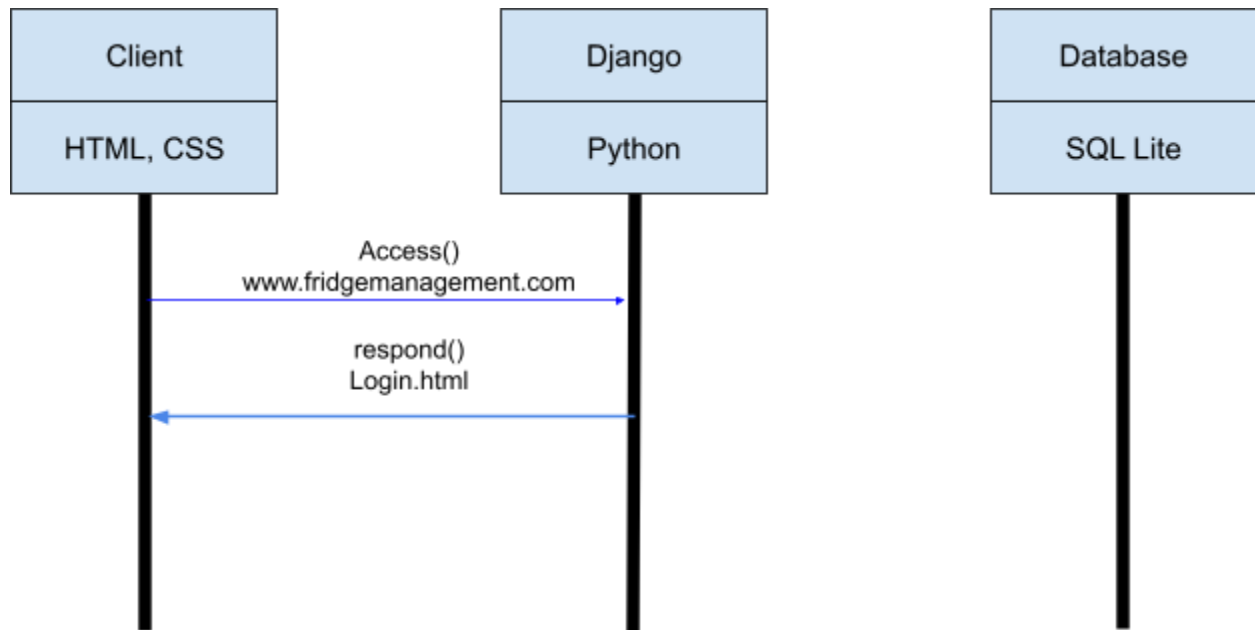 Client
HTML, CSS
Django
Python
Database
SQL Lite
Access()
www.fridgemanagement.com
respond()
Login.html